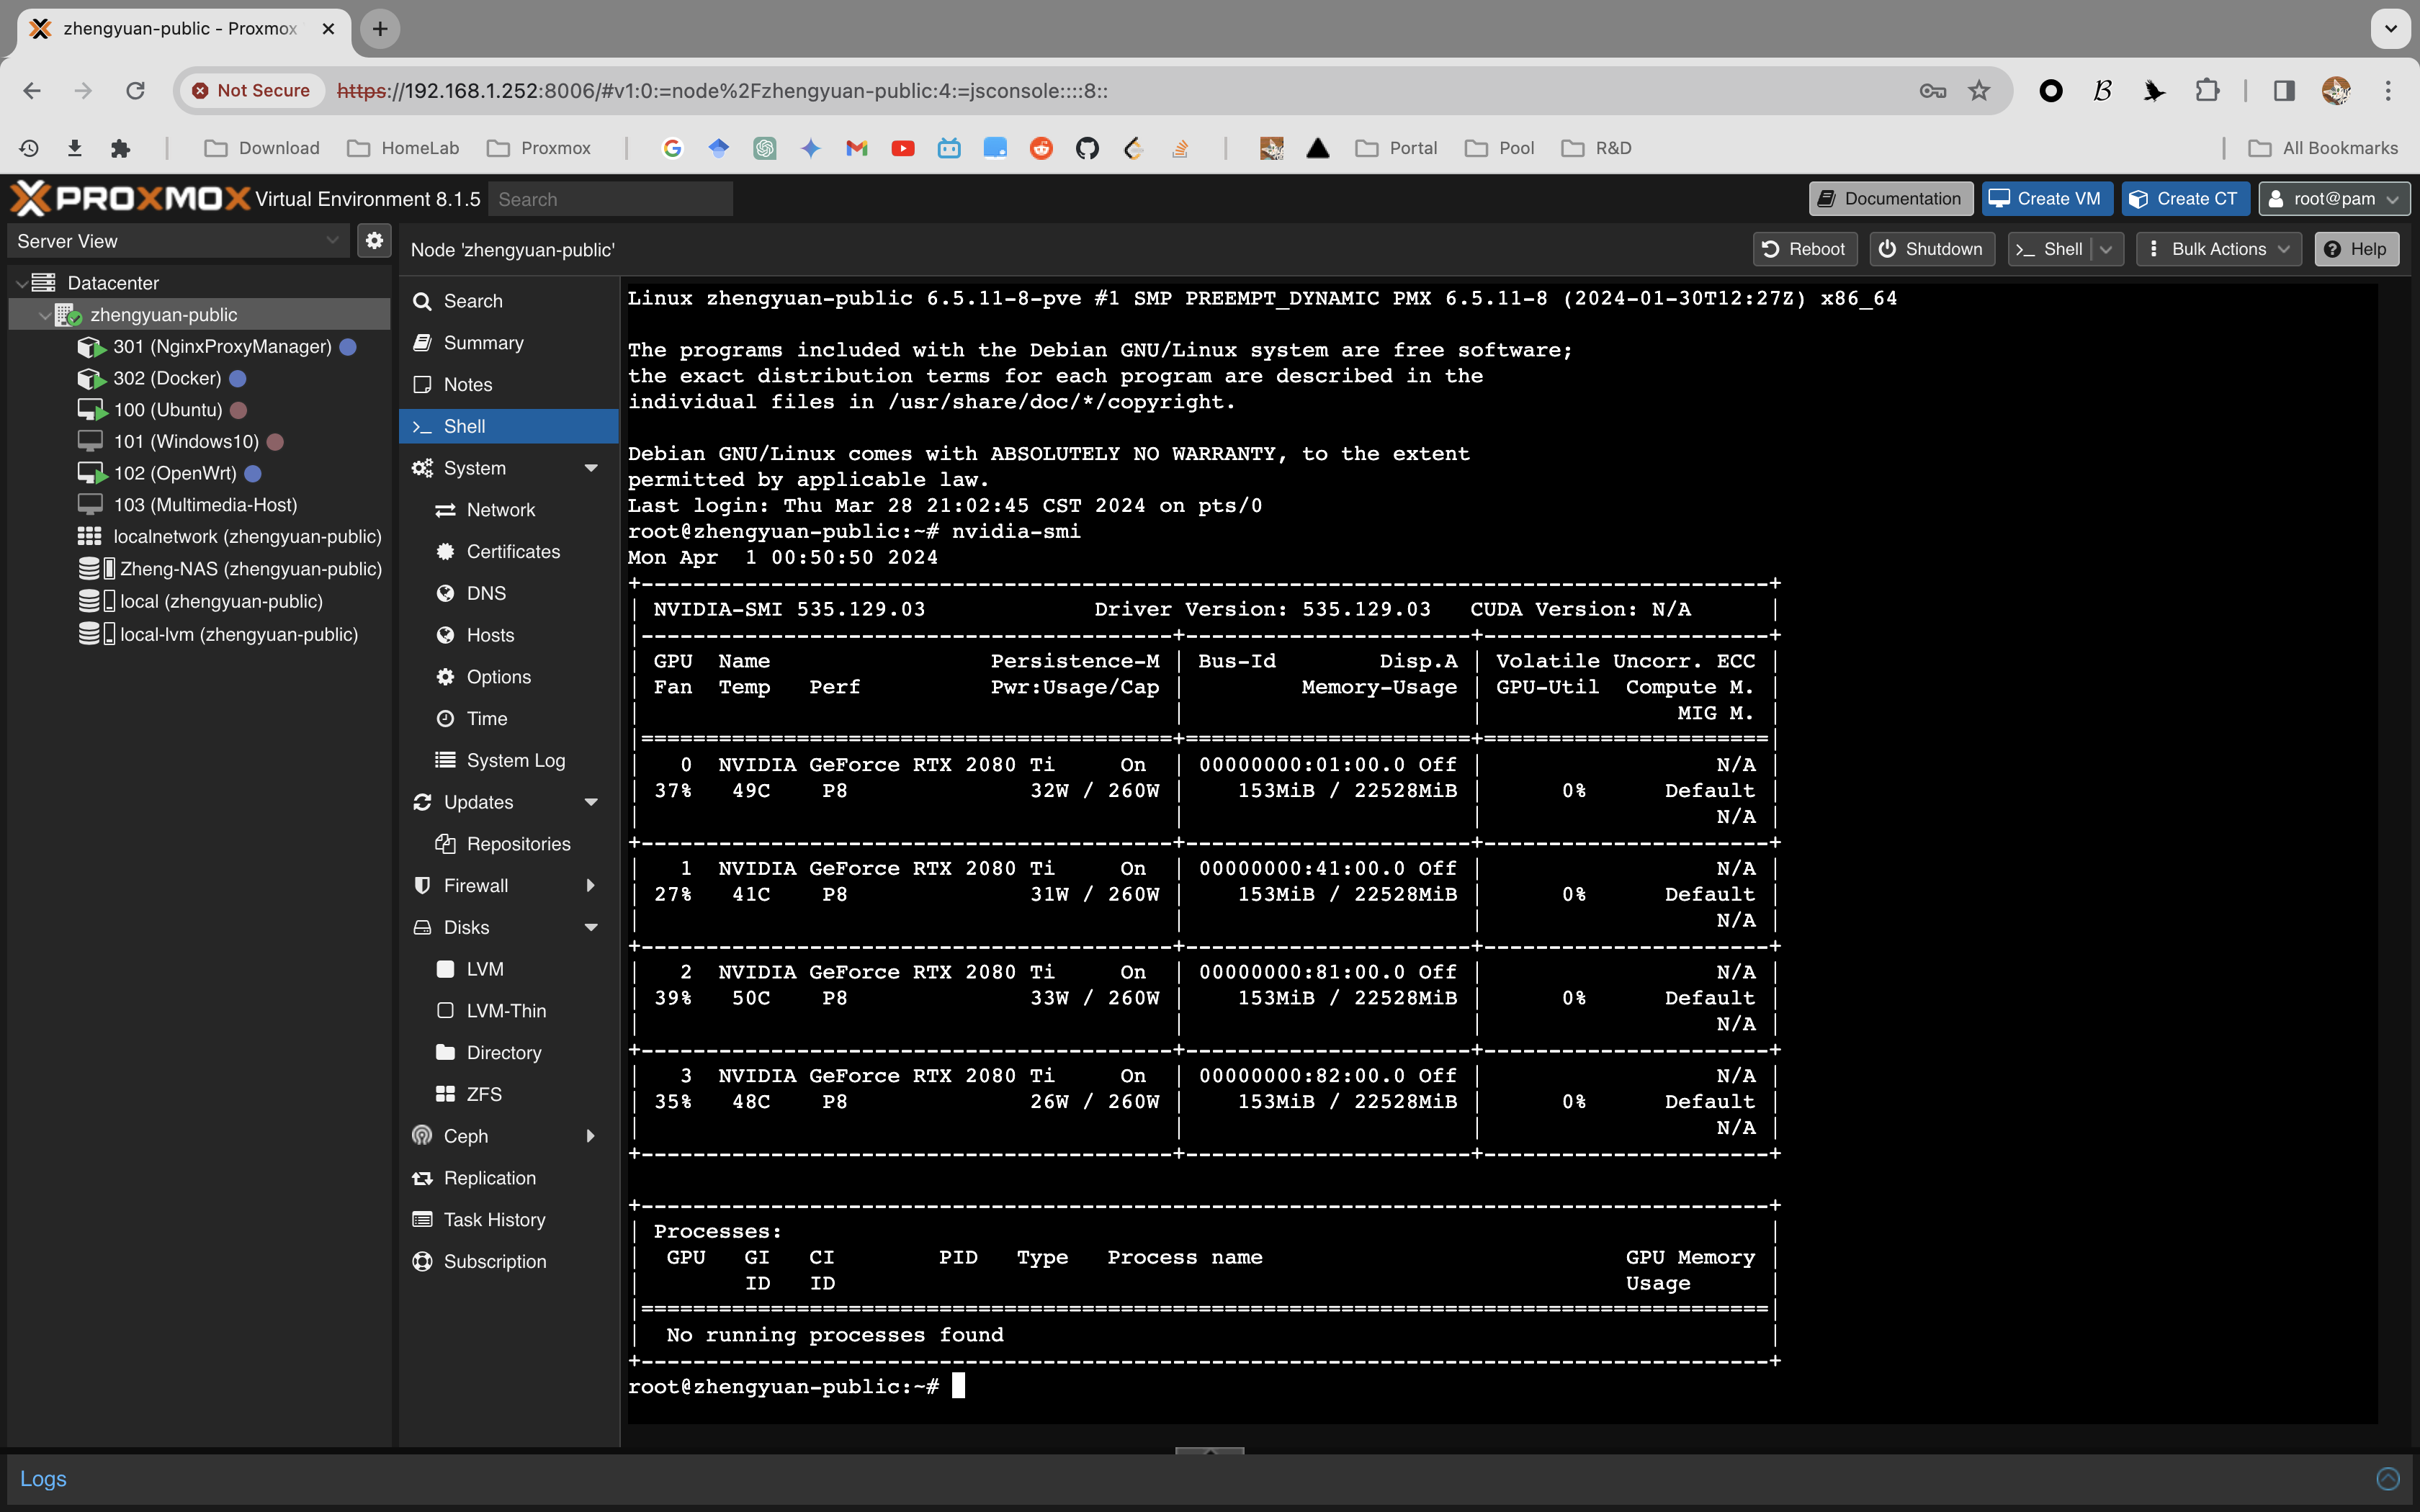 zhengyuan-public - Proxmox
Not Secure https://192.168.1.252:8006/#v1:0:=node%2Fzhengyuan-public:4:=jsconsole::::8::
Download HomeLab Proxmox Portal Pool R&D All Bookmarks
PROXMOX Virtual Environment 8.1.5 Search Documentation Create VM Create CT root@pam
Server View
Node 'zhengyuan-public' Reboot Shutdown Shell Bulk Actions Help
Datacenter
zhengyuan-public
301 (NginxProxyManager)
302 (Docker)
100 (Ubuntu)
101 (Windows10)
102 (OpenWrt)
103 (Multimedia-Host)
localnetwork (zhengyuan-public)
Zheng-NAS (zhengyuan-public)
local (zhengyuan-public)
local-lvm (zhengyuan-public)
Search
Summary
Notes
Shell
System
Network
Certificates
DNS
Hosts
Options
Time
System Log
Updates
Repositories
Firewall
Disks
LVM
LVM-Thin
Directory
ZFS
Ceph
Replication
Task History
Subscription
Linux zhengyuan-public 6.5.11-8-pve #1 SMP PREEMPT_DYNAMIC PMX 6.5.11-8 (2024-01-30T12:27Z) x86_64
The programs included with the Debian GNU/Linux system are free software;
the exact distribution terms for each program are described in the
individual files in /usr/share/doc/*/copyright.
Debian GNU/Linux comes with ABSOLUTELY NO WARRANTY, to the extent
permitted by applicable law.
Last login: Thu Mar 28 21:02:45 CST 2024 on pts/0
root@zhengyuan-public:~# nvidia-smi
Mon Apr  1 00:50:50 2024
+---------------------------------------------------------------------------------------+
| NVIDIA-SMI 535.129.03             Driver Version: 535.129.03   CUDA Version: N/A      |
|-----------------------------------------+----------------------+----------------------+
| GPU  Name                 Persistence-M | Bus-Id        Disp.A | Volatile Uncorr. ECC |
| Fan  Temp   Perf          Pwr:Usage/Cap |         Memory-Usage | GPU-Util  Compute M. |
|                                         |                      |               MIG M. |
|=========================================+======================+======================|
|   0  NVIDIA GeForce RTX 2080 Ti     On  | 00000000:01:00.0 Off |                  N/A |
| 37%   49C    P8              32W / 260W |    153MiB / 22528MiB |      0%      Default |
|                                         |                      |                  N/A |
+-----------------------------------------+----------------------+----------------------+
|   1  NVIDIA GeForce RTX 2080 Ti     On  | 00000000:41:00.0 Off |                  N/A |
| 27%   41C    P8              31W / 260W |    153MiB / 22528MiB |      0%      Default |
|                                         |                      |                  N/A |
+-----------------------------------------+----------------------+----------------------+
|   2  NVIDIA GeForce RTX 2080 Ti     On  | 00000000:81:00.0 Off |                  N/A |
| 39%   50C    P8              33W / 260W |    153MiB / 22528MiB |      0%      Default |
|                                         |                      |                  N/A |
+-----------------------------------------+----------------------+----------------------+
|   3  NVIDIA GeForce RTX 2080 Ti     On  | 00000000:82:00.0 Off |                  N/A |
| 35%   48C    P8              26W / 260W |    153MiB / 22528MiB |      0%      Default |
|                                         |                      |                  N/A |
+-----------------------------------------+----------------------+----------------------+
+---------------------------------------------------------------------------------------+
| Processes:                                                                            |
|  GPU   GI   CI        PID   Type   Process name                            GPU Memory |
|        ID   ID                                                             Usage      |
|=======================================================================================|
|  No running processes found                                                           |
+---------------------------------------------------------------------------------------+
root@zhengyuan-public:~#
Logs